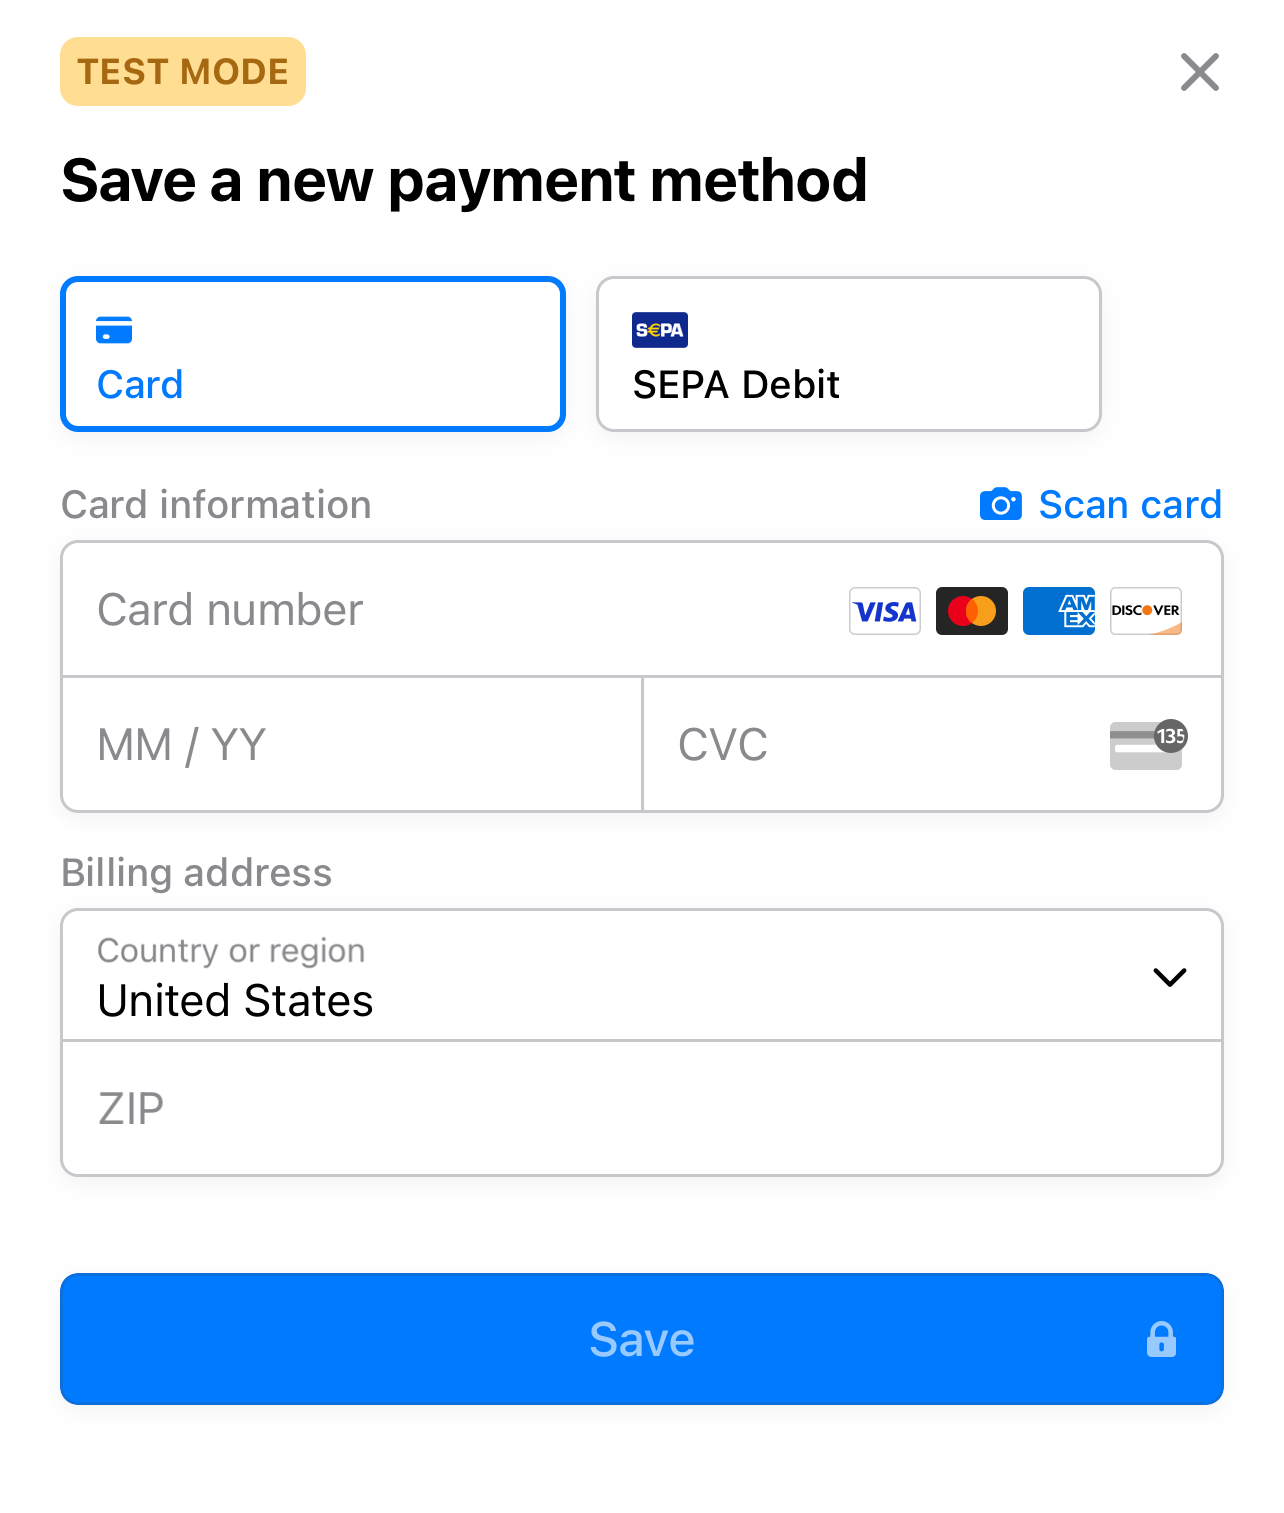 TEST MODE
Save a new payment method
S€PA
Card
SEPA Debit
Card information
Scan card
Card number
VISA
AM
EX
DISCOVER
MM / YY
CVC
135
Billing address
Country or region
United States
ZIP
Save